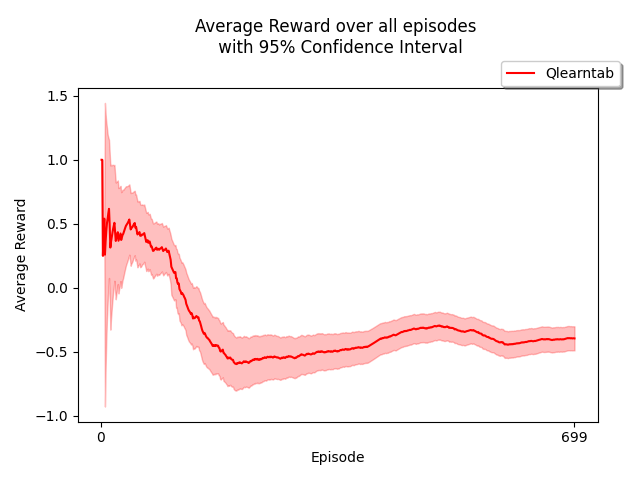 Average Reward over all episodes
with 95% Confidence Interval
Qlearntab
1.5
1.0
0.5
0.0
−0.5
−1.0
Average Reward
0
699
Episode